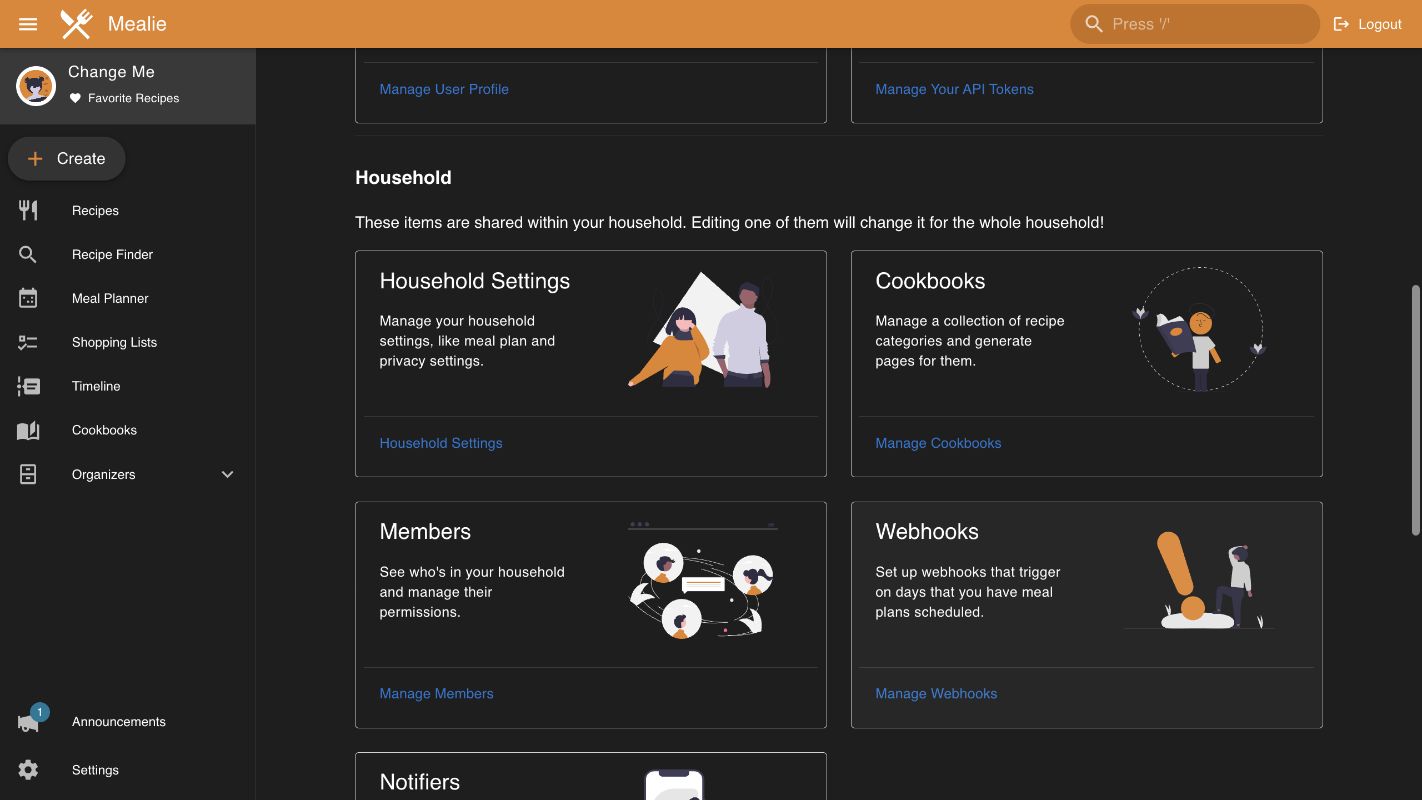 Mealie
Press '/'
Logout
Change Me
Favorite Recipes
Create
Recipes
Recipe Finder
Meal Planner
Shopping Lists
Timeline
Cookbooks
Organizers
1
Announcements
Settings
Manage User Profile
Manage Your API Tokens
Household
These items are shared within your household. Editing one of them will change it for the whole household!
Household Settings
Manage your household
settings, like meal plan and
privacy settings.
Household Settings
Cookbooks
Manage a collection of recipe
categories and generate
pages for them.
Manage Cookbooks
Members
See who's in your household
and manage their
permissions.
Manage Members
Webhooks
Set up webhooks that trigger
on days that you have meal
plans scheduled.
Manage Webhooks
Notifiers